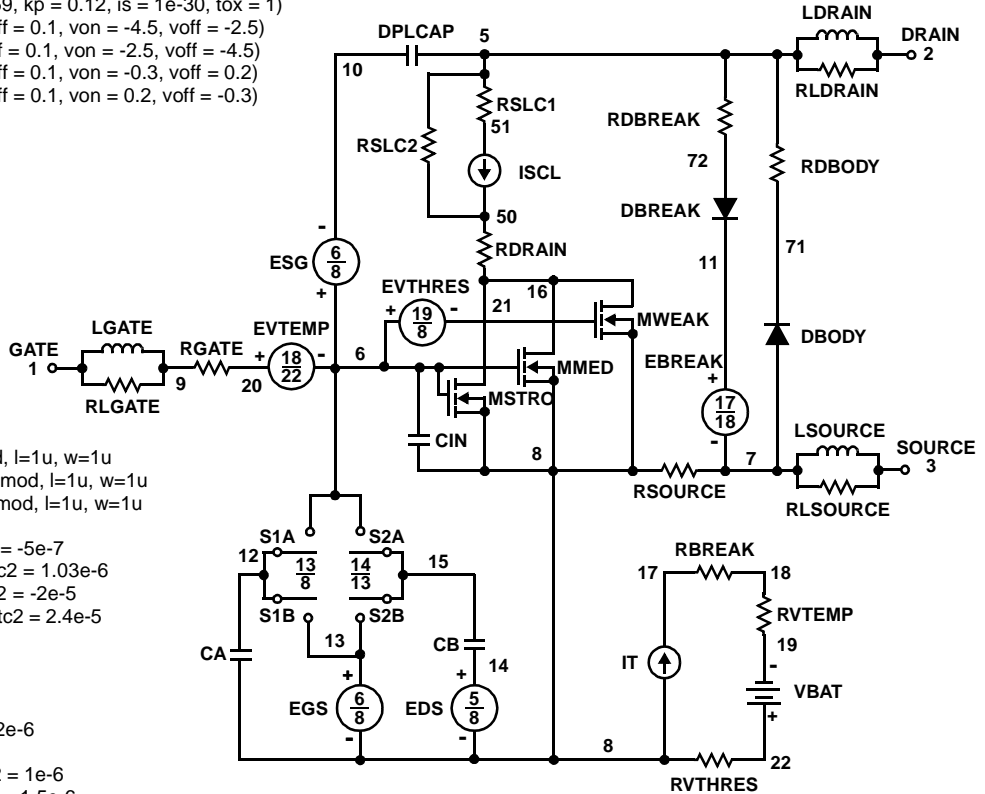 59, kp = 0.12, is = 1e-30, tox = 1)
ff = 0.1, von = -4.5, voff = -2.5)
f = 0.1, von = -2.5, voff = -4.5)
ff = 0.1, von = -0.3, voff = 0.2)
ff = 0.1, von = 0.2, voff = -0.3)
DPLCAP
5
10
LDRAIN
DRAIN
2
RLDRAIN
RSLC1
51
RSLC2
ISCL
50
RDRAIN
RDBREAK
72
RDBODY
DBREAK
11
71
-
ESG
6
8
+
EVTHRES
+
19
8
-
16
21
MWEAK
LGATE
GATE
1
RLGATE
9
RGATE
EVTEMP
20
+
18
22
-
6
MMED
MSTRO
CIN
EBREAK
+
17
18
-
DBODY
8
RSOURCE
7
LSOURCE
SOURCE
3
RLSOURCE
d, l=1u, w=1u
mod, l=1u, w=1u
mod, l=1u, w=1u
= -5e-7
c2 = 1.03e-6
2 = -2e-5
tc2 = 2.4e-5
2e-6
2 = 1e-6
S1A
S2A
12
13
8
14
13
15
S1B
S2B
13
CA
CB
14
+
EGS
6
8
-
+
EDS
5
8
-
8
RBREAK
17
18
RVTEMP
19
IT
-
VBAT
+
22
RVTHRES